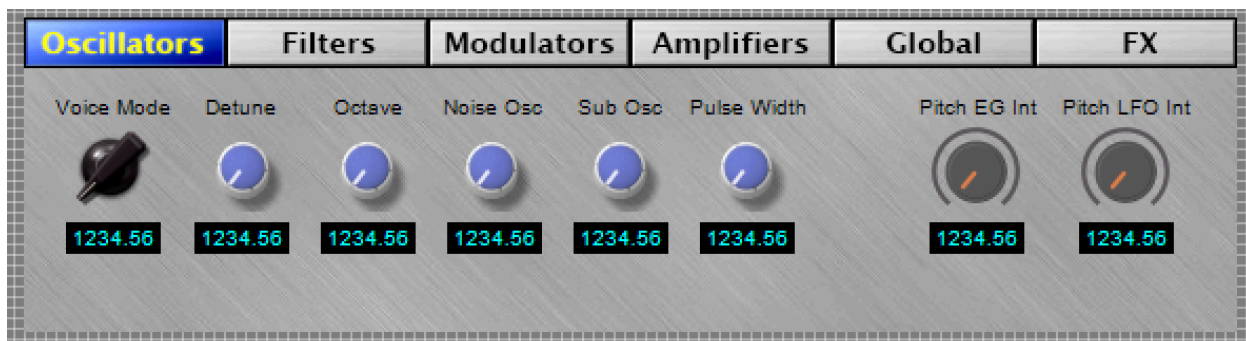 Oscillators Filters Modulators Amplifiers Global FX
Voice Mode Detune Octave Noise Osc Sub Osc Pulse Width Pitch EG Int Pitch LFO Int
1234.56 1234.56 1234.56 1234.56 1234.56 1234.56 1234.56 1234.56